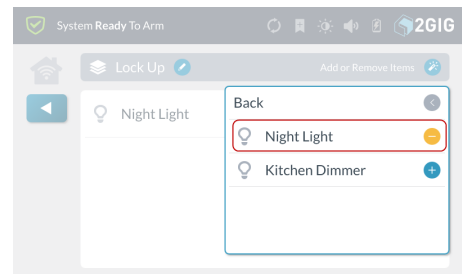 System Ready To Arm
2GIG
Lock Up
Add or Remove Items
Night Light
Back
Night Light
Kitchen Dimmer